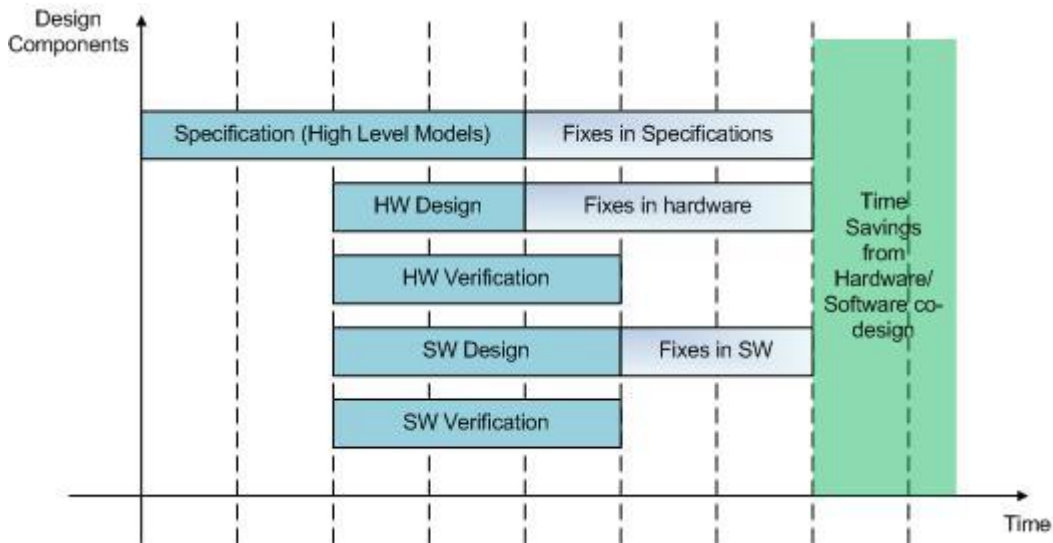 Design
Components
Specification (High Level Models)
Fixes in Specifications
HW Design
Fixes in hardware
HW Verification
SW Design
Fixes in SW
SW Verification
Time
Savings
from
Hardware/
Software co-
design
Time